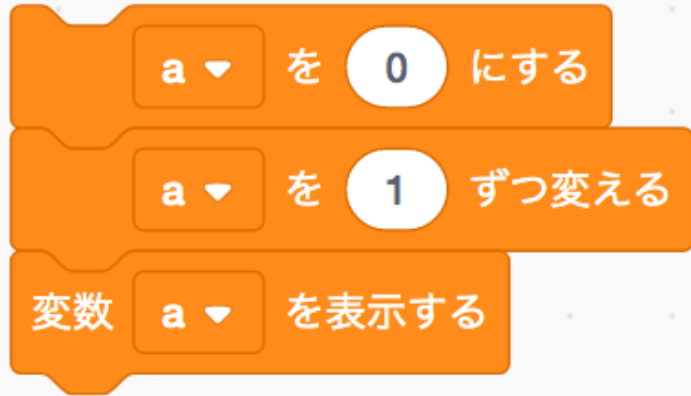 a を 0 にする
a を 1 ずつ変える
変数 a を表示する